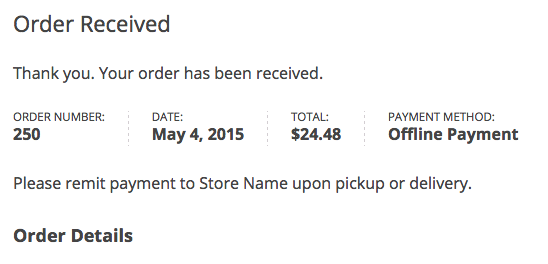 Order Received
Thank you. Your order has been received.
ORDER NUMBER: DATE: TOTAL: PAYMENT METHOD:
250 May 4, 2015 $24.48 Offline Payment
Please remit payment to Store Name upon pickup or delivery.
Order Details